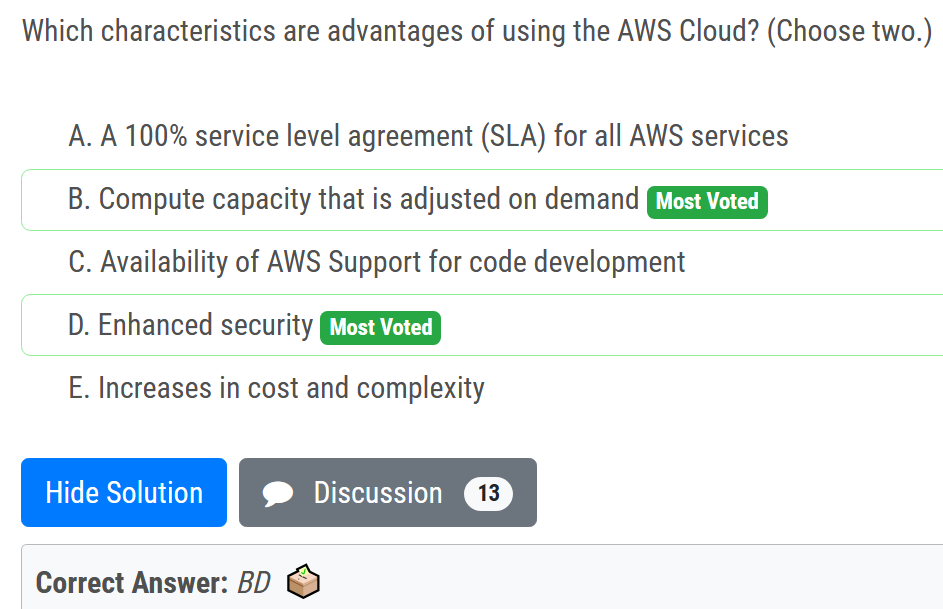 Which characteristics are advantages of using the AWS Cloud? (Choose two.)
A. A 100% service level agreement (SLA) for all AWS services
B. Compute capacity that is adjusted on demand Most Voted
C. Availability of AWS Support for code development
D. Enhanced security Most Voted
E. Increases in cost and complexity
Hide Solution Discussion 13
Correct Answer: BD